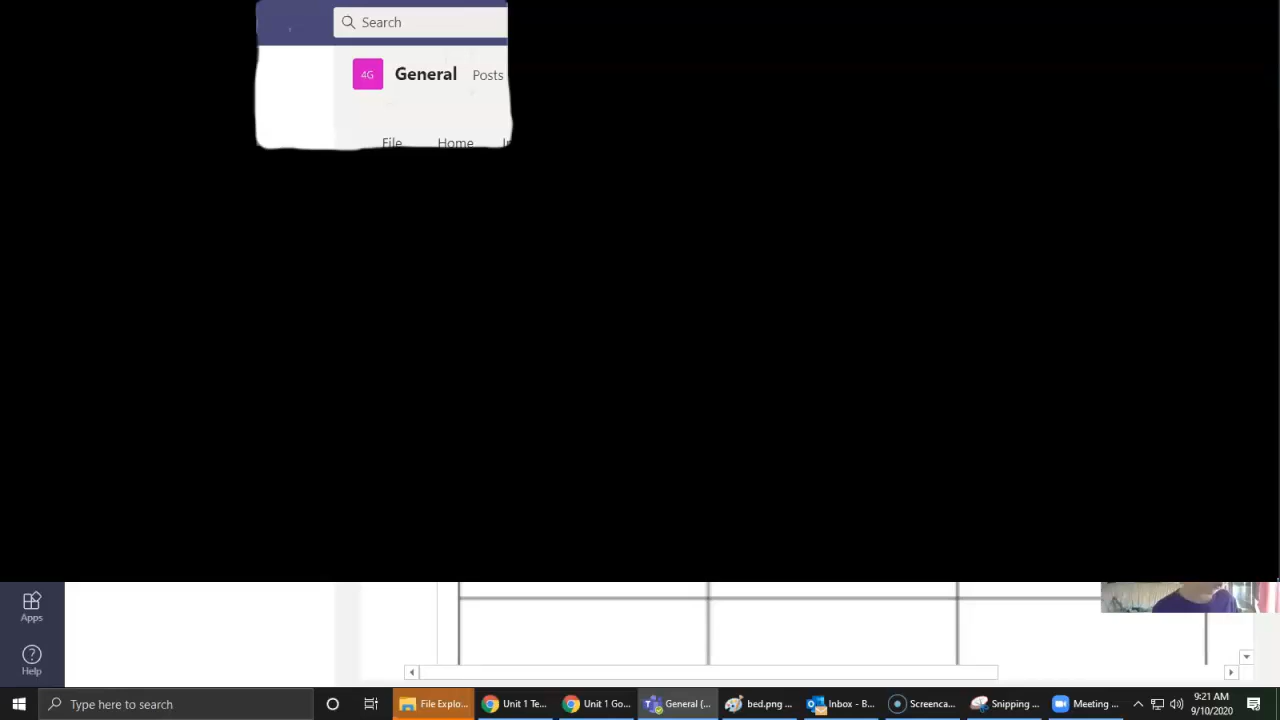 Search
4G General Posts
File Home
Apps
Help
Type here to search
File Explo... Unit 1 Te... Unit 1 Go... General (... bed.png ... Inbox - B... Screenca... Snipping ... Meeting ...
9:21 AM
9/10/2020